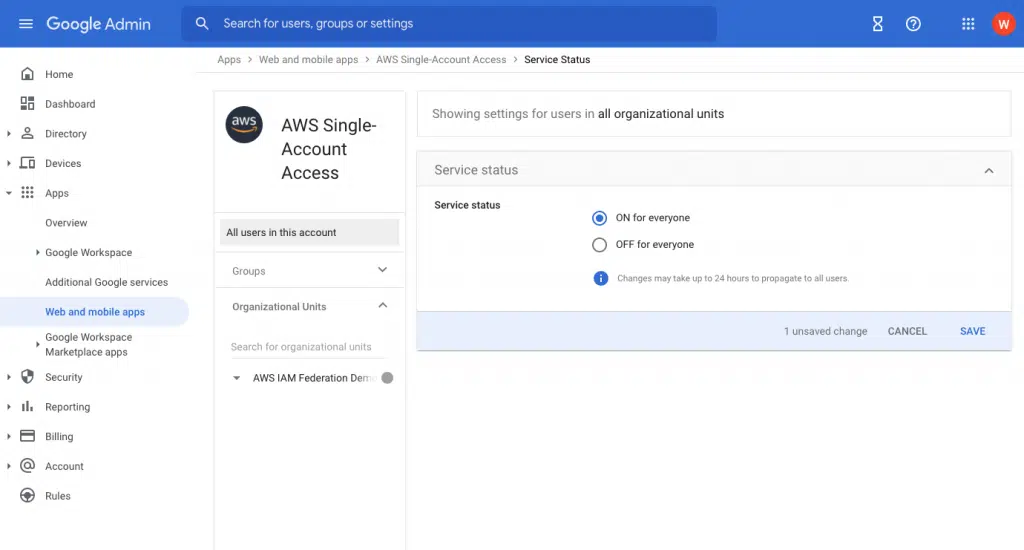 Google Admin
Search for users, groups or settings
W
Apps > Web and mobile apps > AWS Single-Account Access > Service Status
Home
Dashboard
Directory
Devices
Apps
Overview
Google Workspace
Additional Google services
Web and mobile apps
Google Workspace
Marketplace apps
Security
Reporting
Billing
Account
Rules
aws
AWS Single-
Account
Access
All users in this account
Groups
Organizational Units
Search for organizational units
AWS IAM Federation Demo
Showing settings for users in all organizational units
Service status
Service status
ON for everyone
OFF for everyone
Changes may take up to 24 hours to propagate to all users.
1 unsaved change CANCEL SAVE